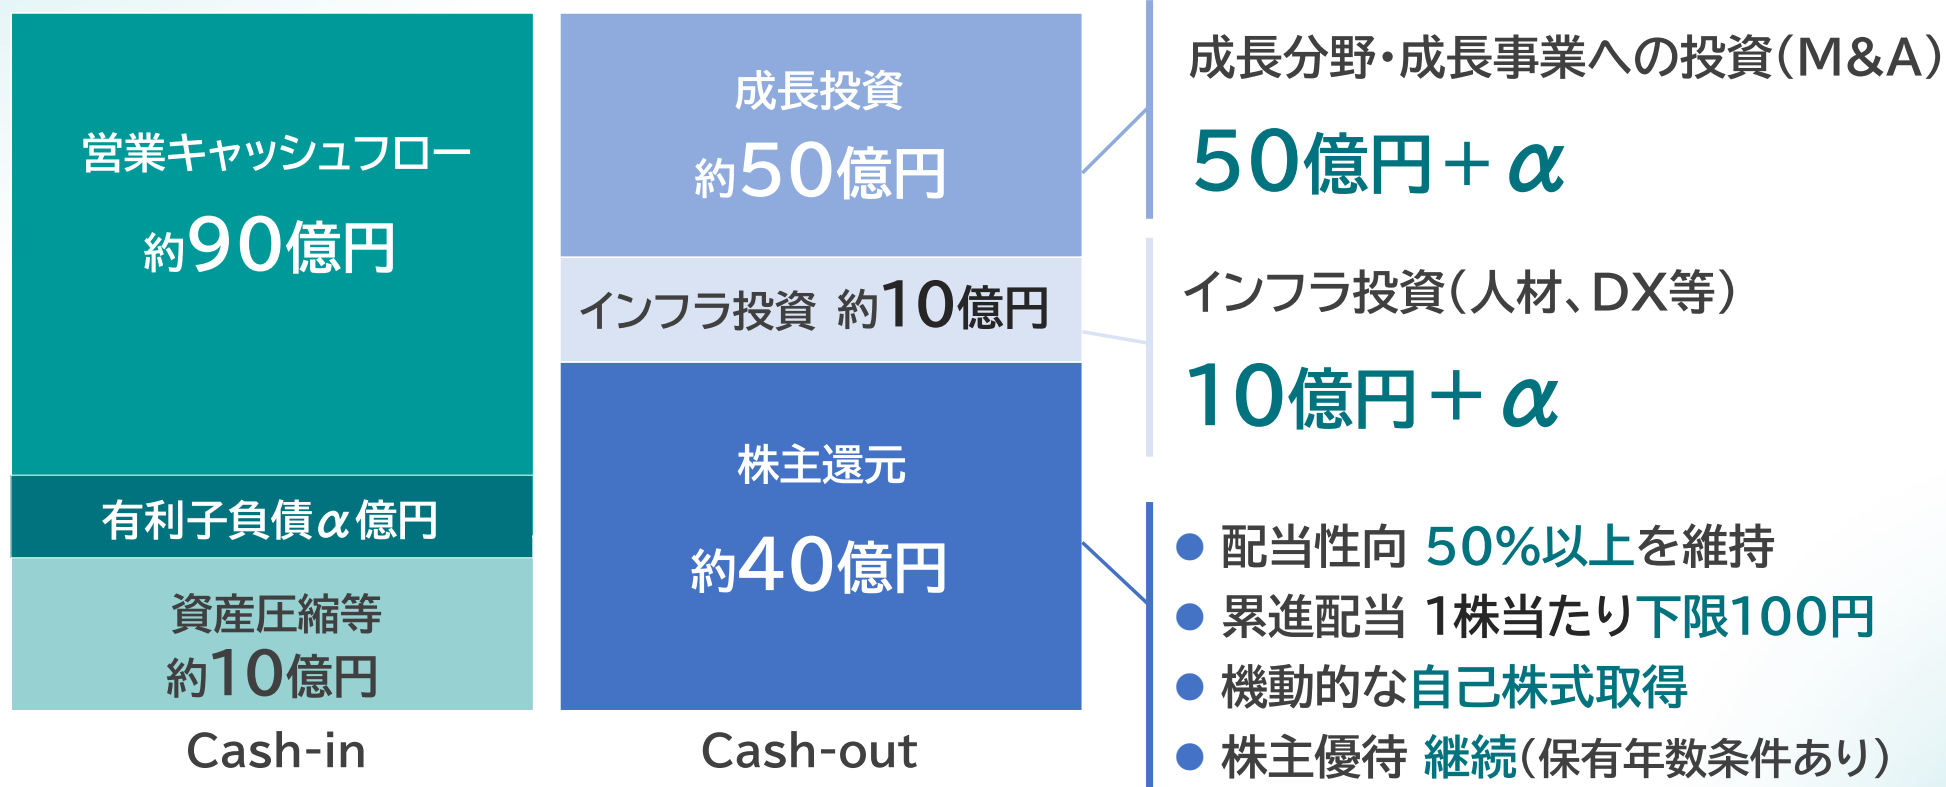 営業キャッシュフロー
約90億円
有利子負債α億円
資産圧縮等
約10億円
Cash-in
成長投資
約50億円
インフラ投資 約10億円
株主還元
約40億円
Cash-out
成長分野・成長事業への投資(M&A)
50億円+α
インフラ投資(人材、DX等)
10億円+α
● 配当性向 50%以上を維持
● 累進配当 1株当たり下限100円
● 機動的な自己株式取得
● 株主優待 継続(保有年数条件あり)